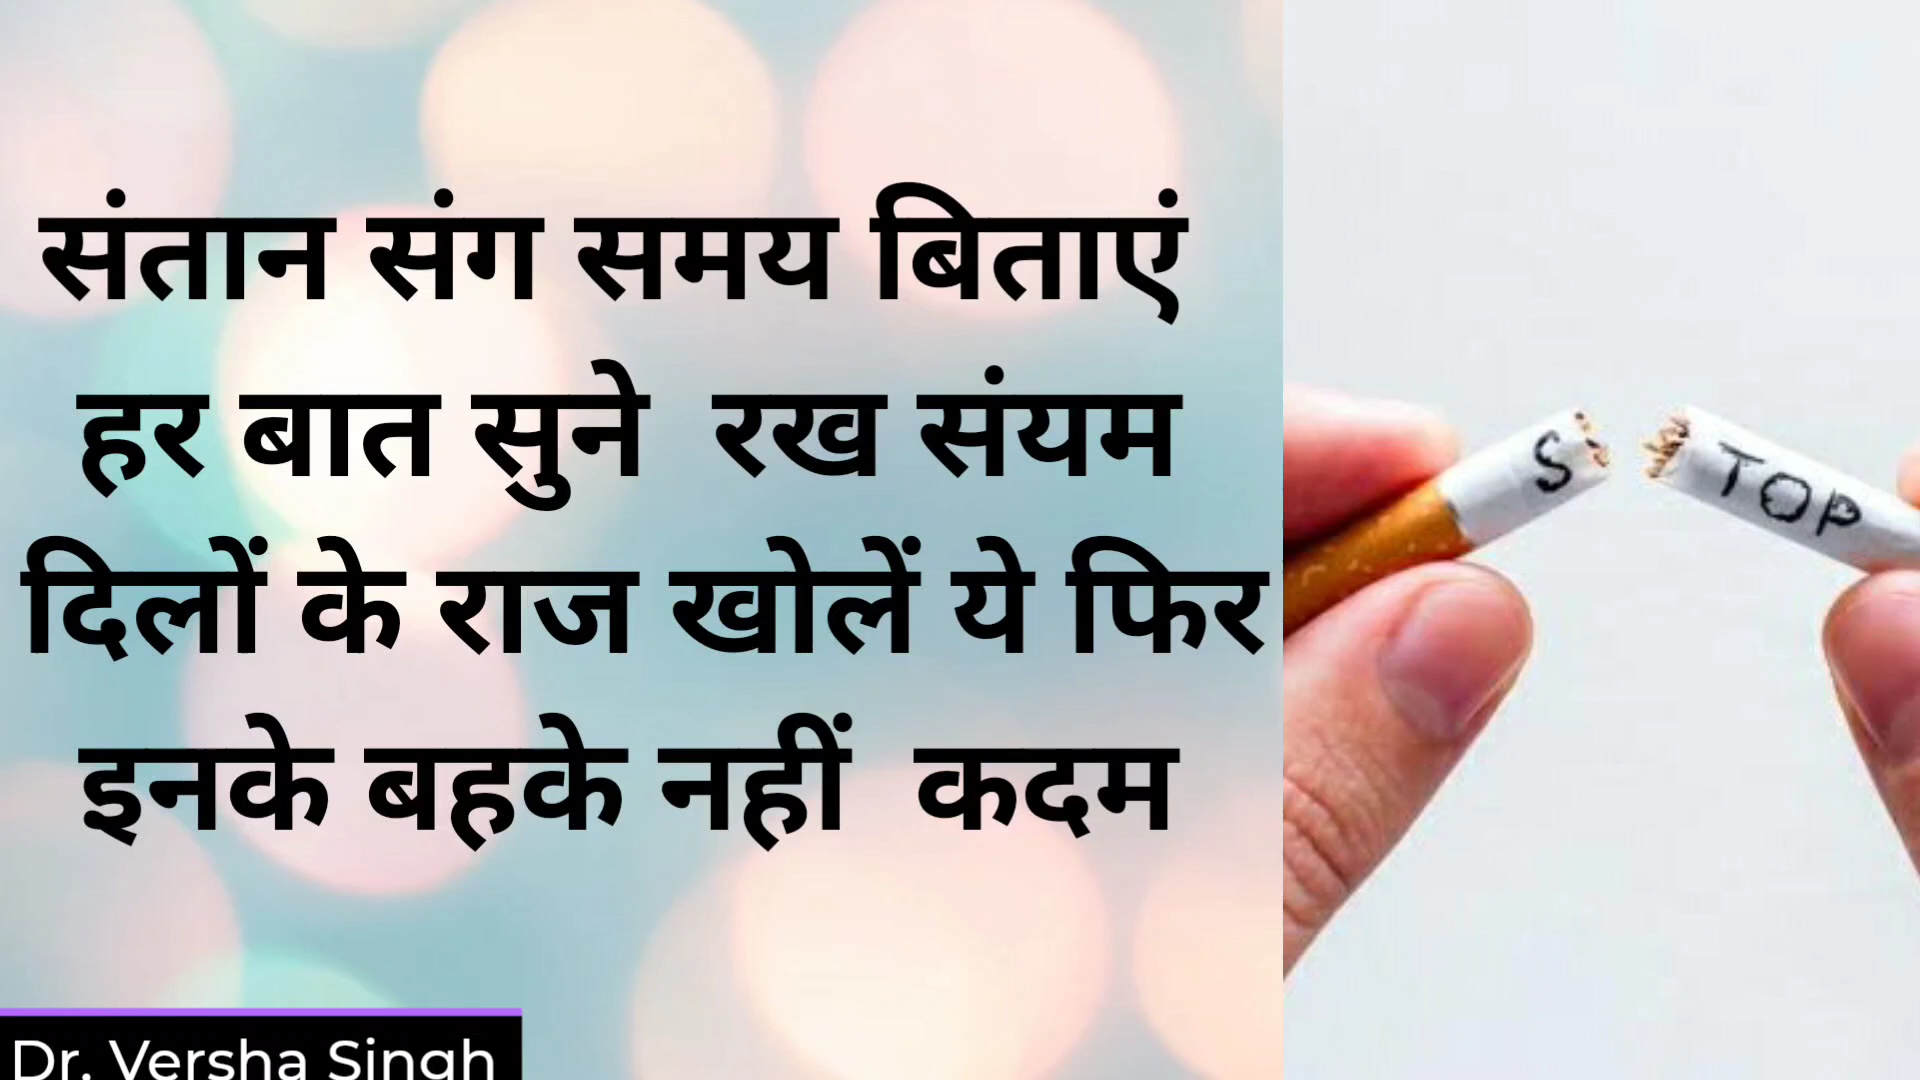 संतान संग समय बिताएं
हर बात सुने रख संयम
दिलों के राज खोलें ये फिर
इनके बहके नहीं कदम
S TOP
Dr. Versha Singh